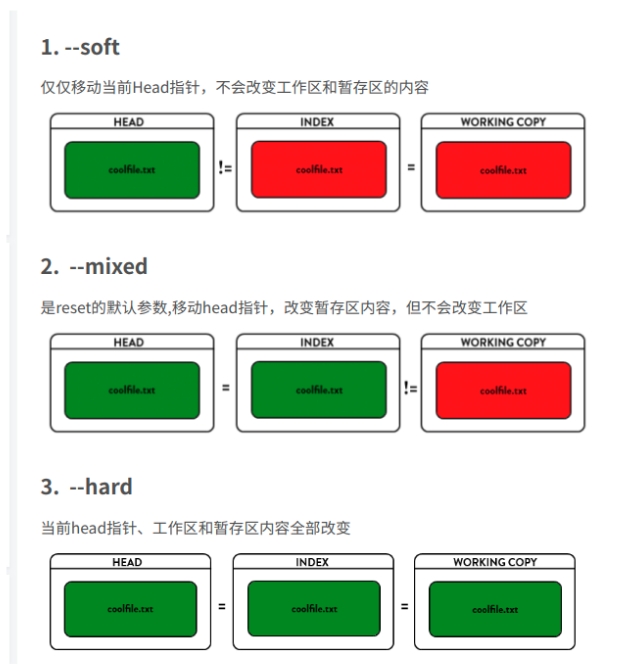 1. --soft
仅仅移动当前Head指针，不会改变工作区和暂存区的内容
HEAD INDEX WORKING COPY
coolfile.txt != coolfile.txt = coolfile.txt
2. --mixed
是reset的默认参数,移动head指针，改变暂存区内容，但不会改变工作区
HEAD INDEX WORKING COPY
coolfile.txt = coolfile.txt != coolfile.txt
3. --hard
当前head指针、工作区和暂存区内容全部改变
HEAD INDEX WORKING COPY
coolfile.txt = coolfile.txt = coolfile.txt